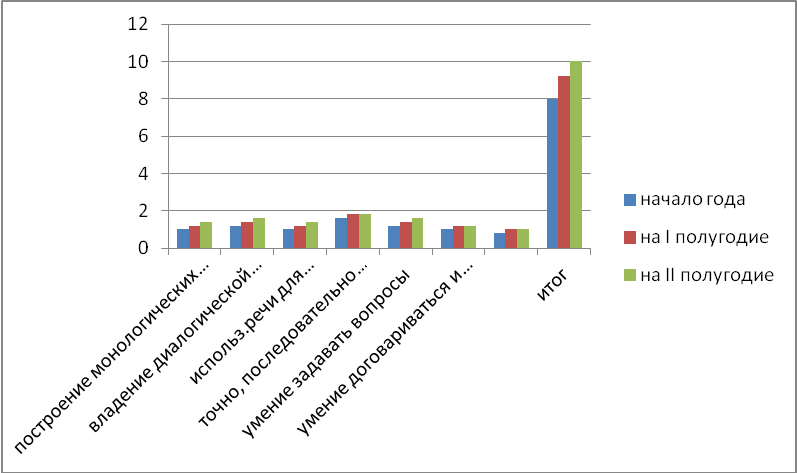 12
10
8
6
4
2
0
построение монологических...
владение диалогической...
использ.речи для...
точно, последовательно...
умение задавать вопросы
умение договариваться и...
итог
начало года
на I полугодие
на II полугодие